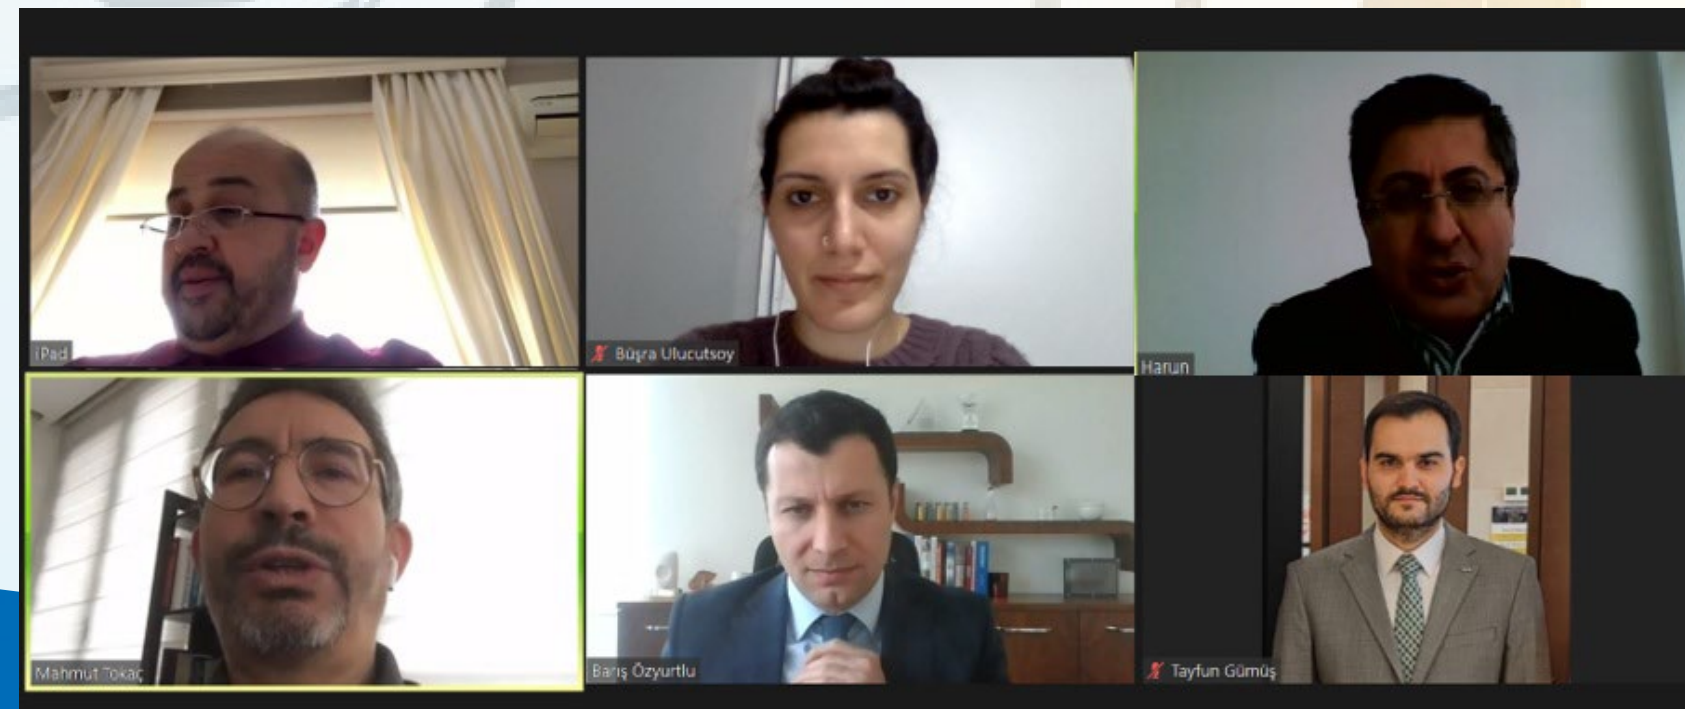 iPad
Büşra Ulucutsoy
Harun
Mahmut Tokaç
Barış Özyurtlu
Tayfun Gümüş